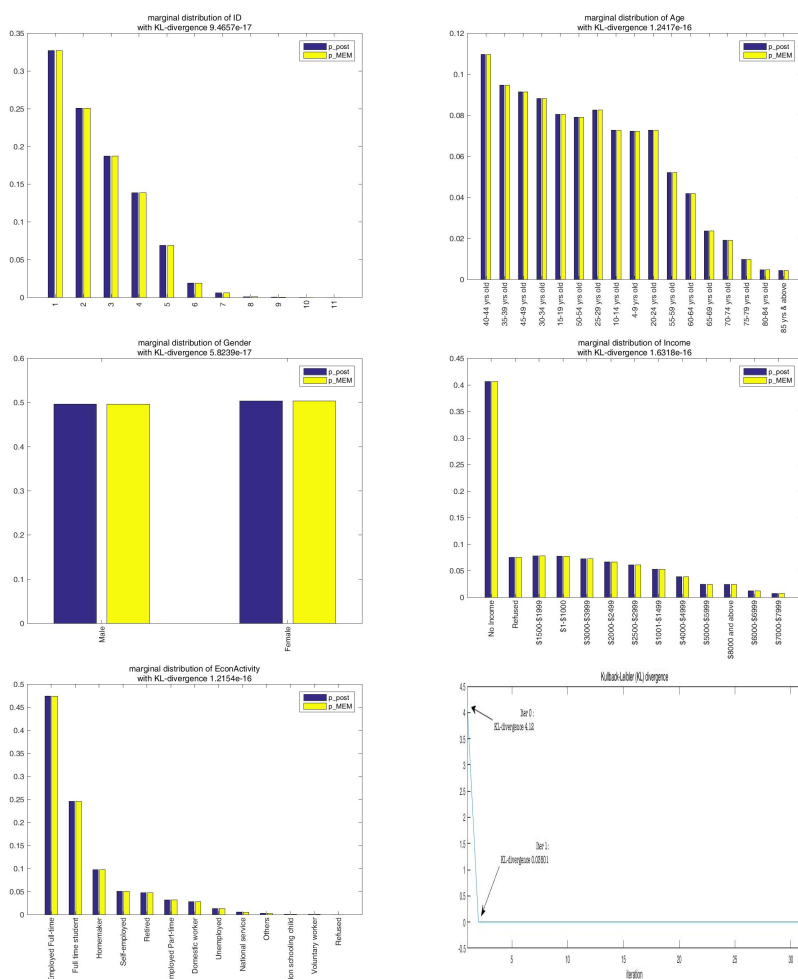 marginal distribution of ID
with KL-divergence 9.4657e-17
0.35
0.3
0.25
0.2
0.15
0.1
0.05
0
p_post
p_MEM
1
2
3
4
5
6
7
8
9
10
11
marginal distribution of Age
with KL-divergence 1.2417e-16
0.12
0.1
0.08
0.06
0.04
0.02
0
p_post
p_MEM
40-44 yrs old
35-39 yrs old
45-49 yrs old
30-34 yrs old
15-19 yrs old
50-54 yrs old
25-29 yrs old
10-14 yrs old
4-9 yrs old
20-24 yrs old
55-59 yrs old
60-64 yrs old
65-69 yrs old
70-74 yrs old
75-79 yrs old
80-84 yrs old
85 yrs & above
marginal distribution of Gender
with KL-divergence 5.8239e-17
0.6
0.5
0.4
0.3
0.2
0.1
0
p_post
p_MEM
Male
Female
marginal distribution of Income
with KL-divergence 1.6318e-16
0.45
0.4
0.35
0.3
0.25
0.2
0.15
0.1
0.05
0
p_post
p_MEM
No Income
Refused
$1500-$1999
$1-$1000
$3000-$3999
$2000-$2499
$2500-$2999
$1001-$1499
$4000-$4999
$5000-$5999
$8000 and above
$6000-$6999
$7000-$7999
marginal distribution of EconActivity
with KL-divergence 1.2154e-16
0.5
0.45
0.4
0.35
0.3
0.25
0.2
0.15
0.1
0.05
0
p_post
p_MEM
Employed Full-time
Full time student
Homemaker
Self-employed
Retired
mployed Part-time
Domestic worker
Unemployed
National service
Others
on schooling child
Voluntary worker
Refused
Kullback-Leibler (KL) divergence
4.5
4
3.5
3
2.5
2
1.5
1
0.5
0
-0.5
Iter 0 :
KL-divergence 4.12
Iter 1 :
KL-divergence 0.02801
5
10
15
20
25
30
iteration